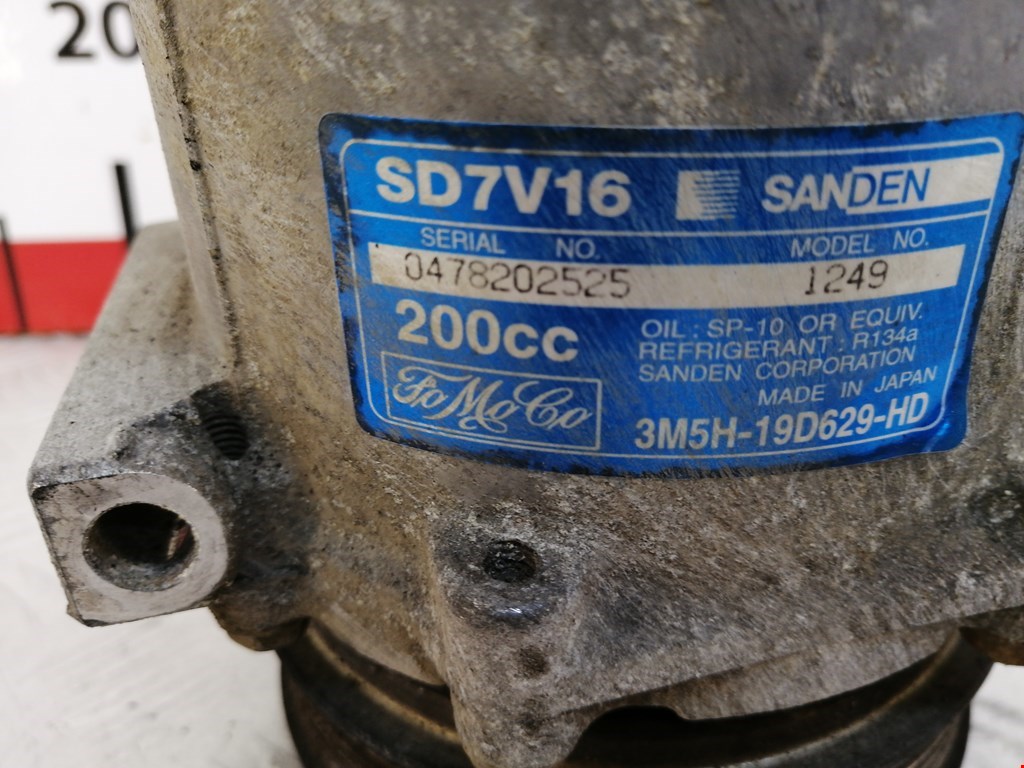 20
SD7V16 SANDEN
SERIAL NO. MODEL NO.
0478202525 1249
200cc
OIL : SP-10 OR EQUIV.
REFRIGERANT : R134a
SANDEN CORPORATION
MADE IN JAPAN
FoMoCo
3M5H-19D629-HD